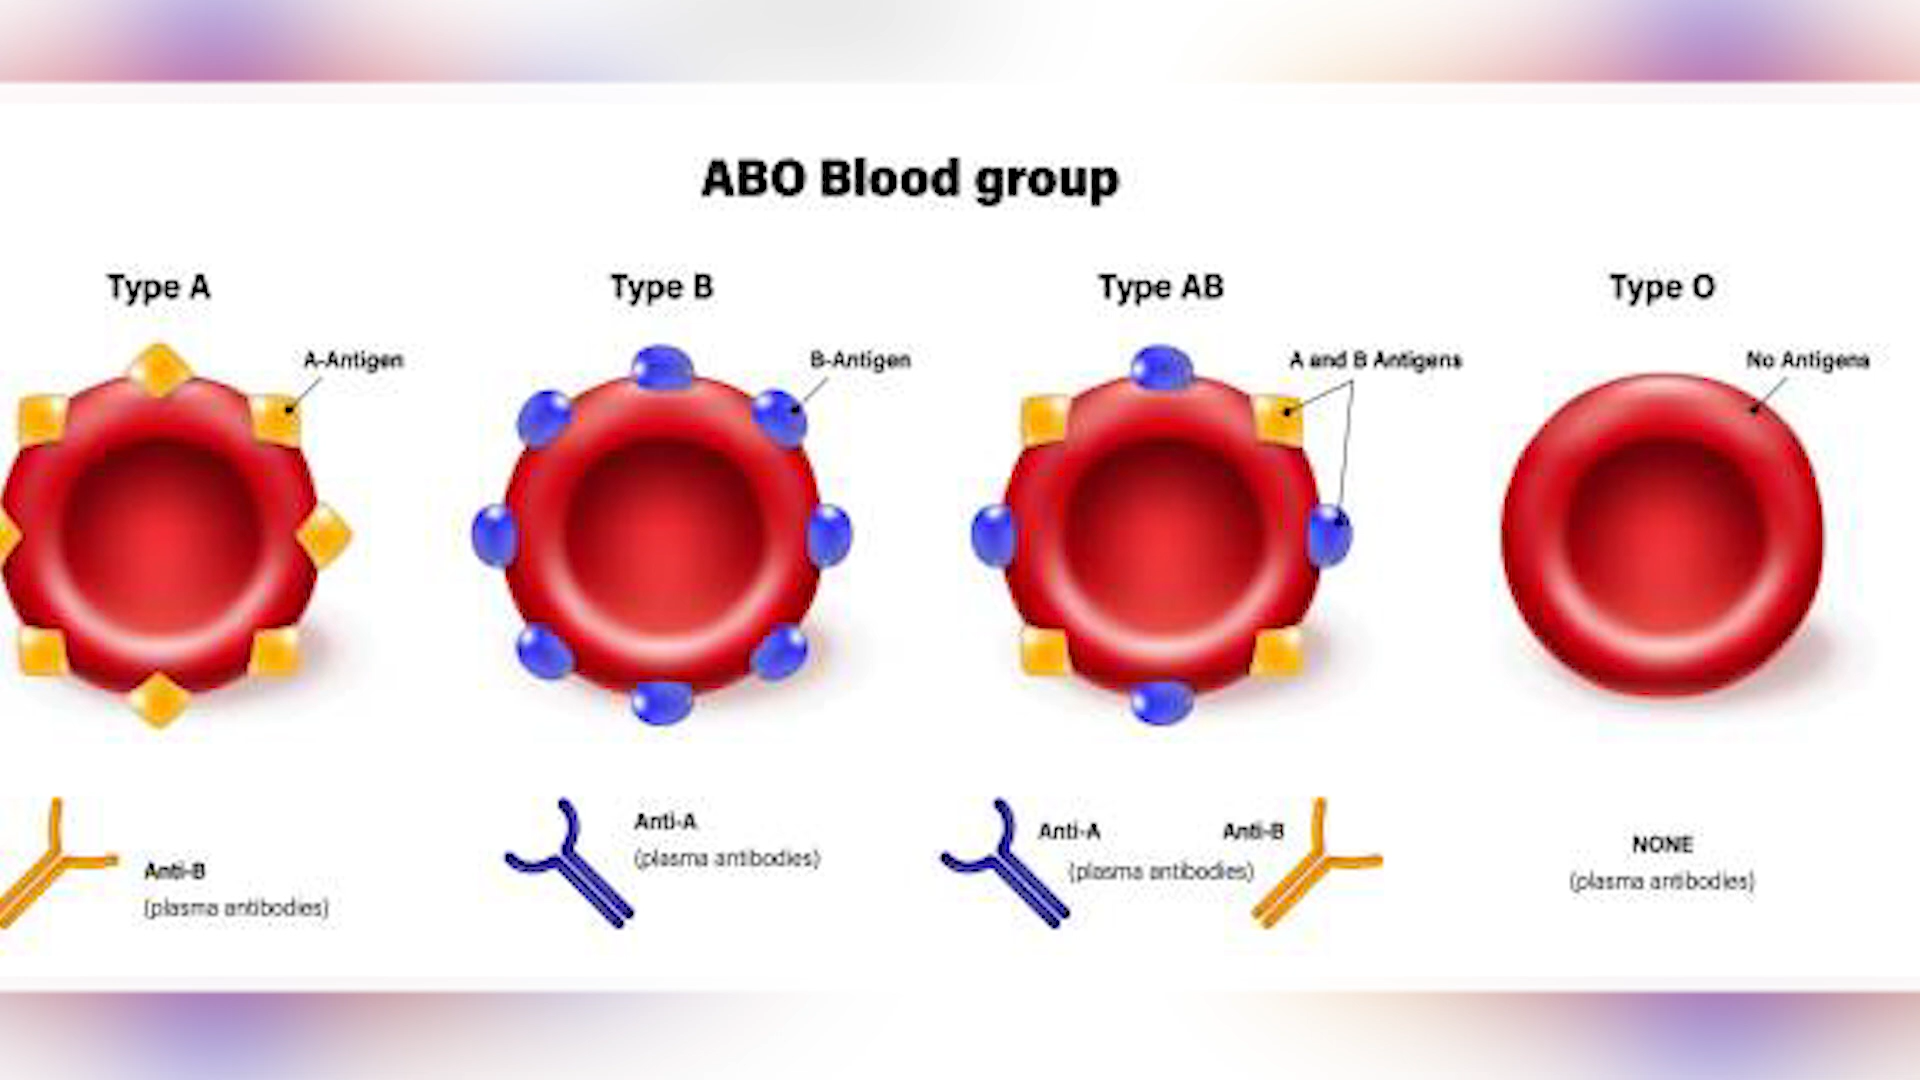 ABO Blood group
Type A
Type B
Type AB
Type O
A-Antigen
B-Antigen
A and B Antigens
No Antigens
Anti-B
(plasma antibodies)
Anti-A
(plasma antibodies)
Anti-A
Anti-B
(plasma antibodies)
NONE
(plasma antibodies)